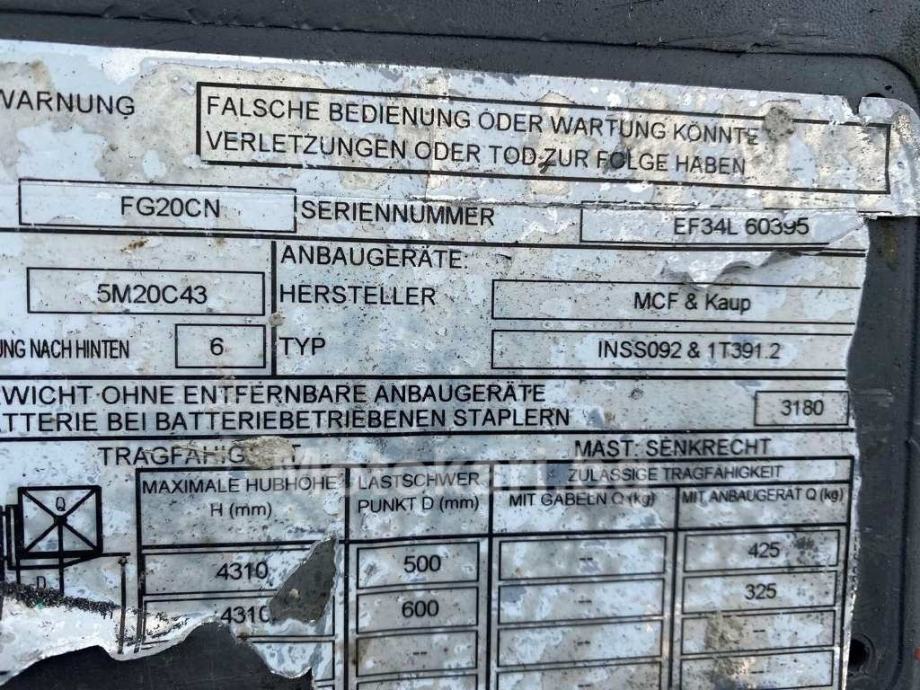 WARNUNG
FALSCHE BEDIENUNG ODER WARTUNG KÖNNTE
VERLETZUNGEN ODER TOD ZUR FOLGE HABEN
FG20CN SERIENNUMMER EF34L 60395
ANBAUGERÄTE:
5M20C43 HERSTELLER MCF & Kaup
UNG NACH HINTEN 6 TYP INSS092 & 1T391.2
EWICHT OHNE ENTFERNBARE ANBAUGERÄTE
ATTERIE BEI BATTERIEBETRIEBENEN STAPLERN 3180
MAST: SENKRECHT
MAXIMALE HUBHÖHE LASTSCHWER ZULÄSSIGE TRAGFÄHIGKEIT
H (mm) PUNKT D (mm) MIT GABELN Q (kg) MIT ANBAUGERÄT Q (kg)
Q
4310 500 -- 425
D
4310 600 -- 325
-- --
-- --